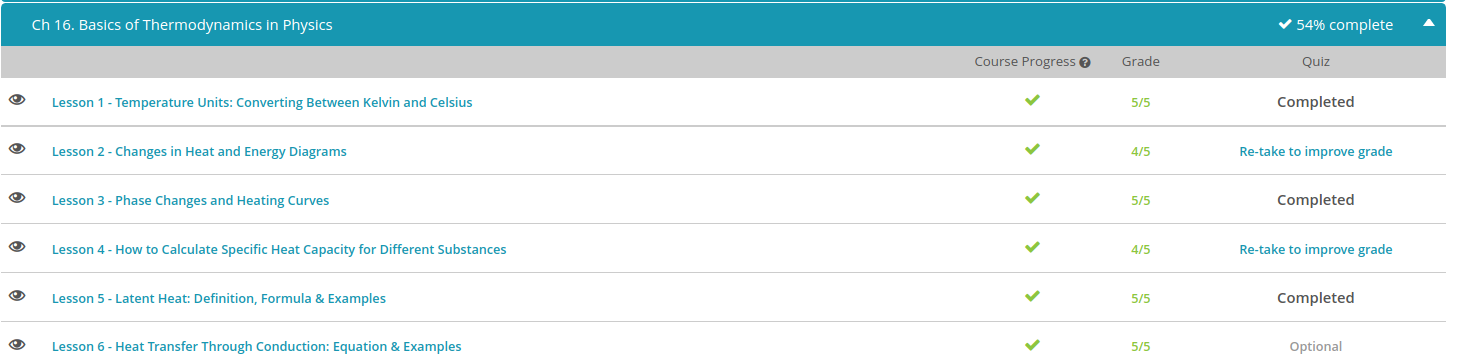 Ch 16. Basics of Thermodynamics in Physics 54% complete
Course Progress ? Grade Quiz
Lesson 1 - Temperature Units: Converting Between Kelvin and Celsius 5/5 Completed
Lesson 2 - Changes in Heat and Energy Diagrams 4/5 Re-take to improve grade
Lesson 3 - Phase Changes and Heating Curves 5/5 Completed
Lesson 4 - How to Calculate Specific Heat Capacity for Different Substances 4/5 Re-take to improve grade
Lesson 5 - Latent Heat: Definition, Formula & Examples 5/5 Completed
Lesson 6 - Heat Transfer Through Conduction: Equation & Examples 5/5 Optional